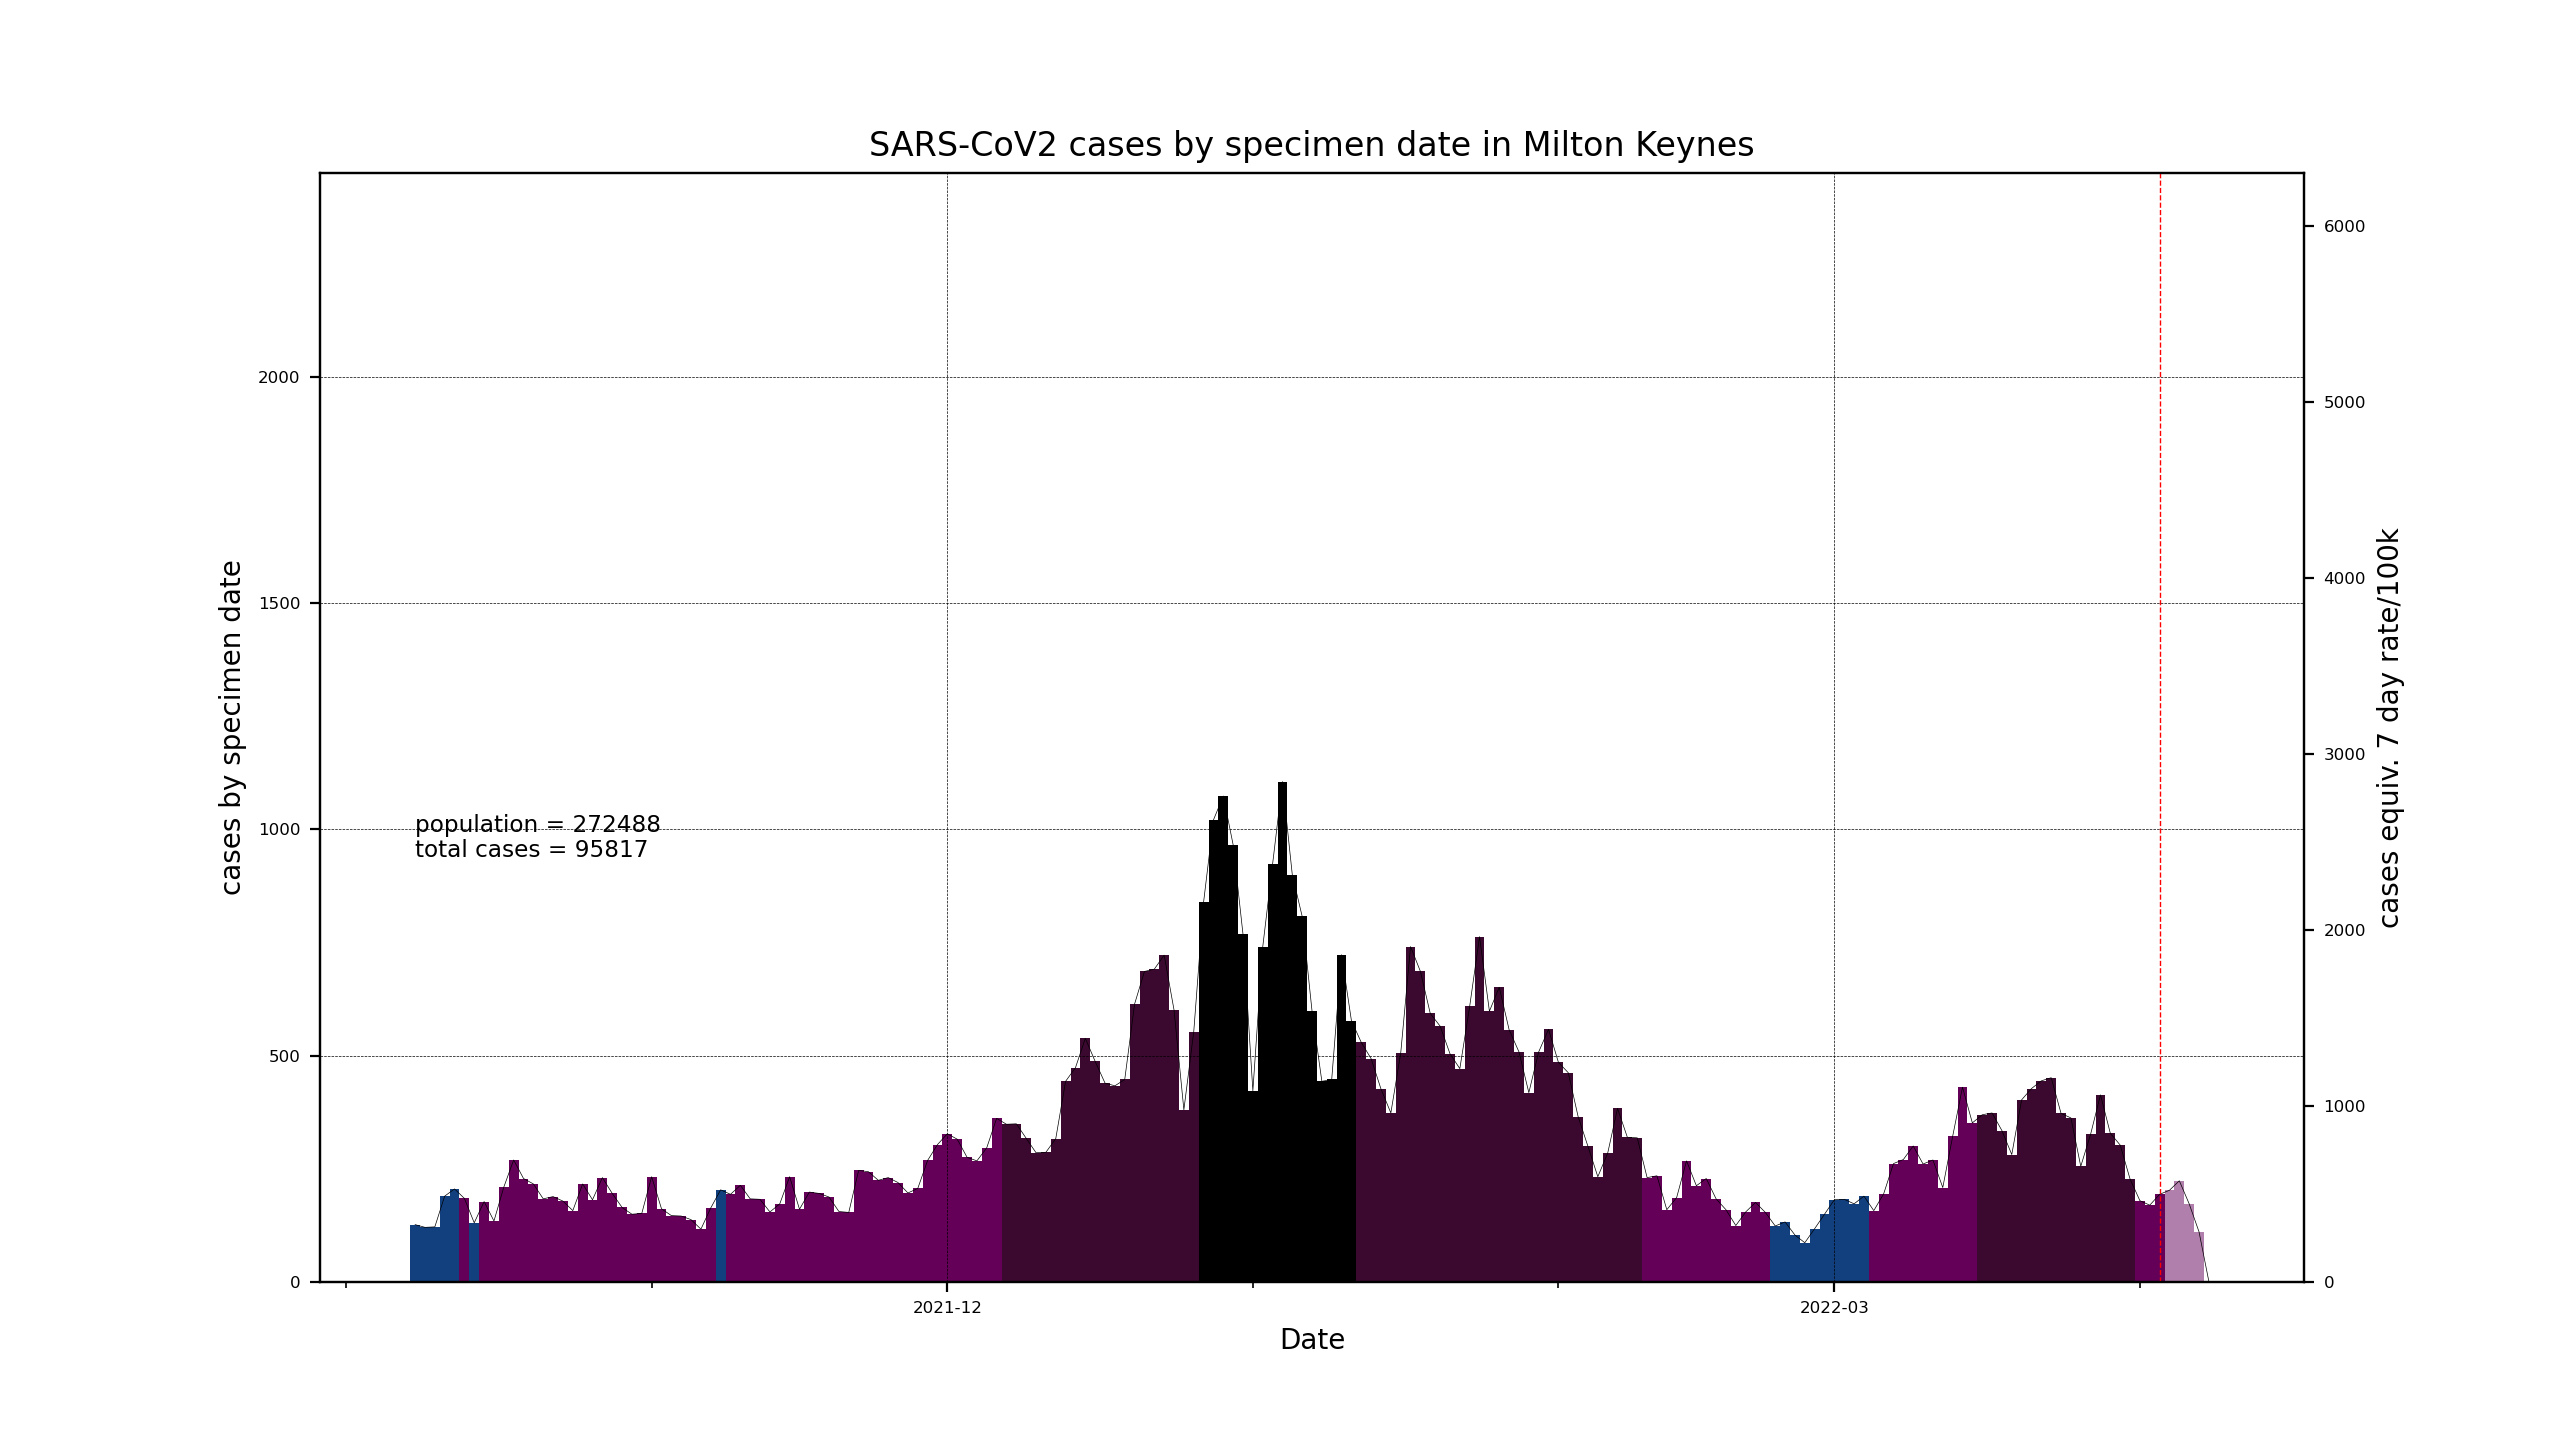 SARS-CoV2 cases by specimen date in Milton Keynes
cases by specimen date
2000
1500
1000
500
0
population = 272488
total cases = 95817
6000
5000
4000
3000
2000
1000
0
cases equiv. 7 day rate/100k
2021-12
2022-03
Date